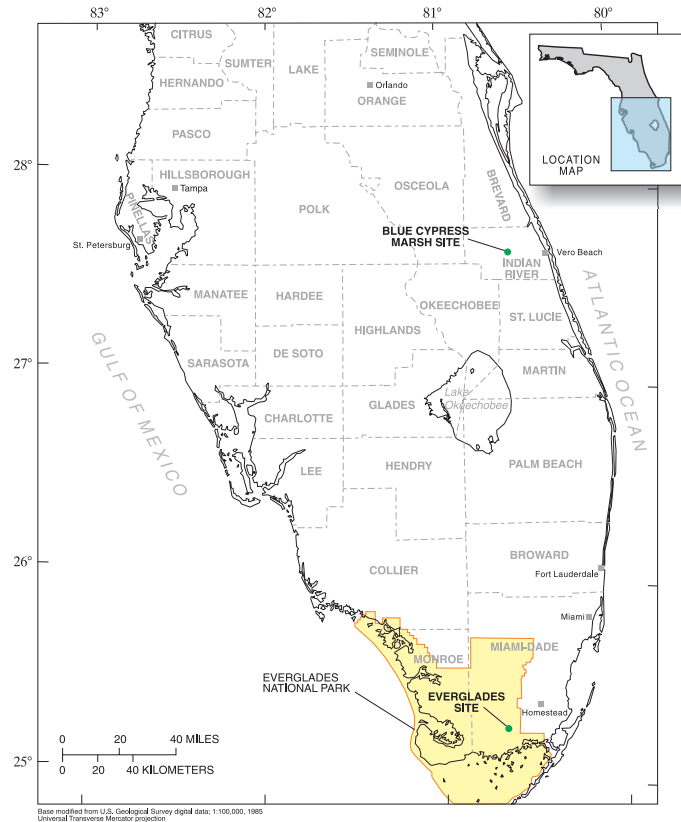 82°
81°
80°
CITRUS
SUMTER
LAKE
SEMINOLE
HERNANDO
Orlando
ORANGE
PASCO
LOCATION
MAP
28°
HILLSBOROUGH
Tampa
OSCEOLA
BREVARD
PINELLAS
POLK
St. Petersburg
BLUE CYPRESS
MARSH SITE
Vero Beach
INDIAN
RIVER
MANATEE
HARDEE
OKEECHOBEE
ST. LUCIE
HIGHLANDS
ATLANTIC OCEAN
GULF OF MEXICO
27°
SARASOTA
DE SOTO
MARTIN
Lake
Okeechobee
CHARLOTTE
GLADES
LEE
HENDRY
PALM BEACH
26°
BROWARD
COLLIER
Fort Lauderdale
Miami
MONROE
MIAMI-DADE
EVERGLADES
NATIONAL PARK
EVERGLADES
SITE
Homestead
0 20 40 MILES
0 20 40 KILOMETERS
25°
Base modified from U.S. Geological Survey digital data; 1:100,000, 1985
Universal Transverse Mercator projection